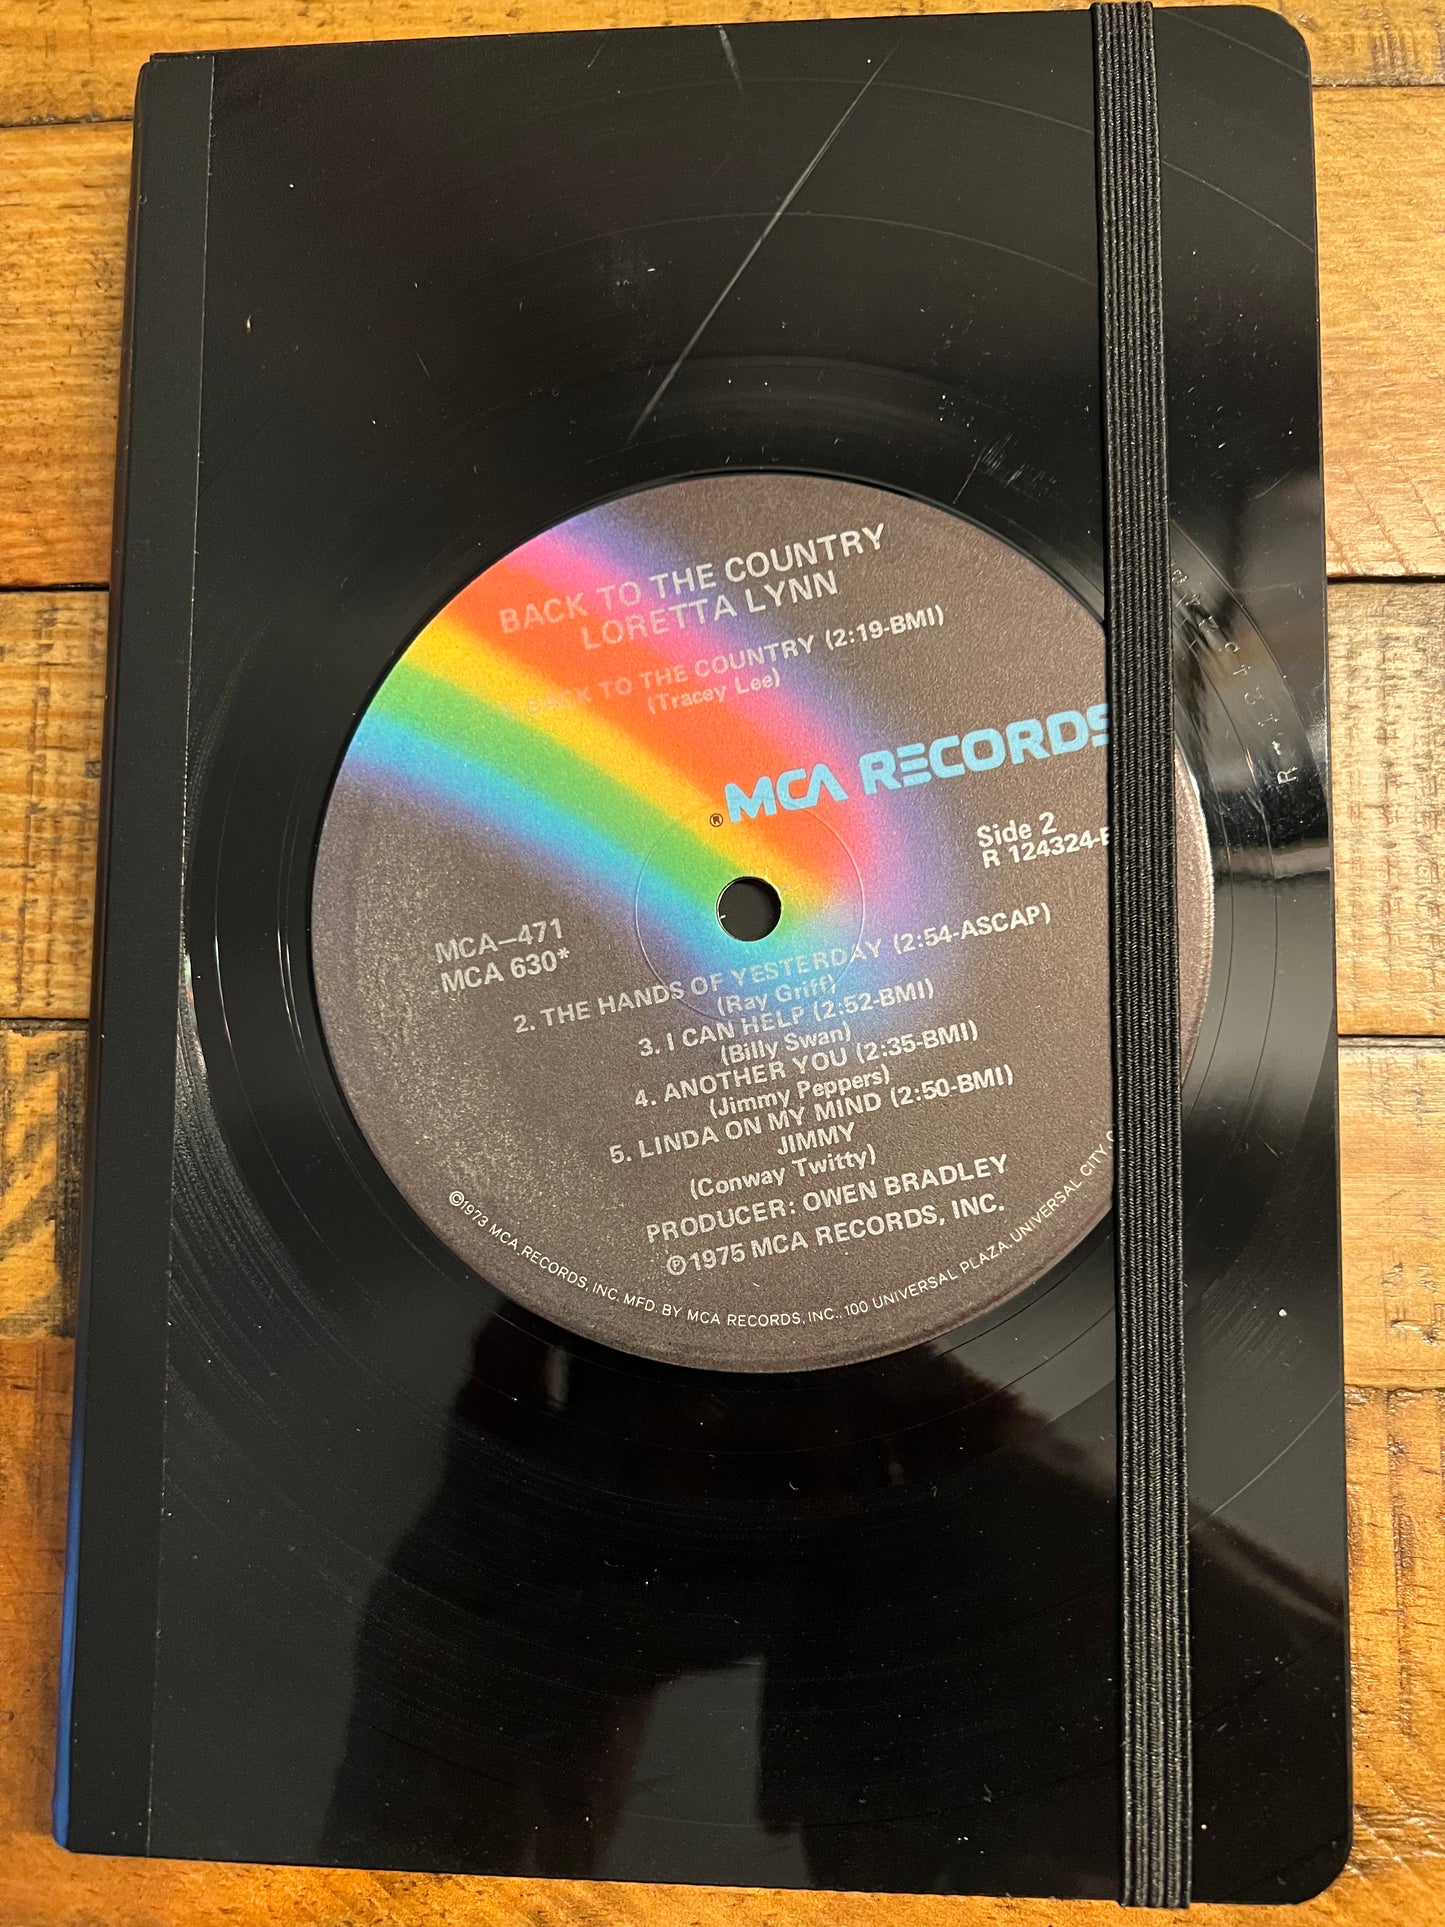 BACK TO THE COUNTRY
LORETTA LYNN
1. BACK TO THE COUNTRY (2:19-BMI)
(Tracey Lee)
®MCA RECORDS
Side 2
R 124324-
MCA-471
MCA 630*
2. THE HANDS OF YESTERDAY (2:54-ASCAP)
(Ray Griff)
3. I CAN HELP (2:52-BMI)
(Billy Swan)
4. ANOTHER YOU (2:35-BMI)
(Jimmy Peppers)
5. LINDA ON MY MIND (2:50-BMI)
JIMMY
(Conway Twitty)
PRODUCER: OWEN BRADLEY
℗1975 MCA RECORDS, INC.
©1973 MCA RECORDS, INC. MFD. BY MCA RECORDS, INC., 100 UNIVERSAL PLAZA, UNIVERSAL CITY, C